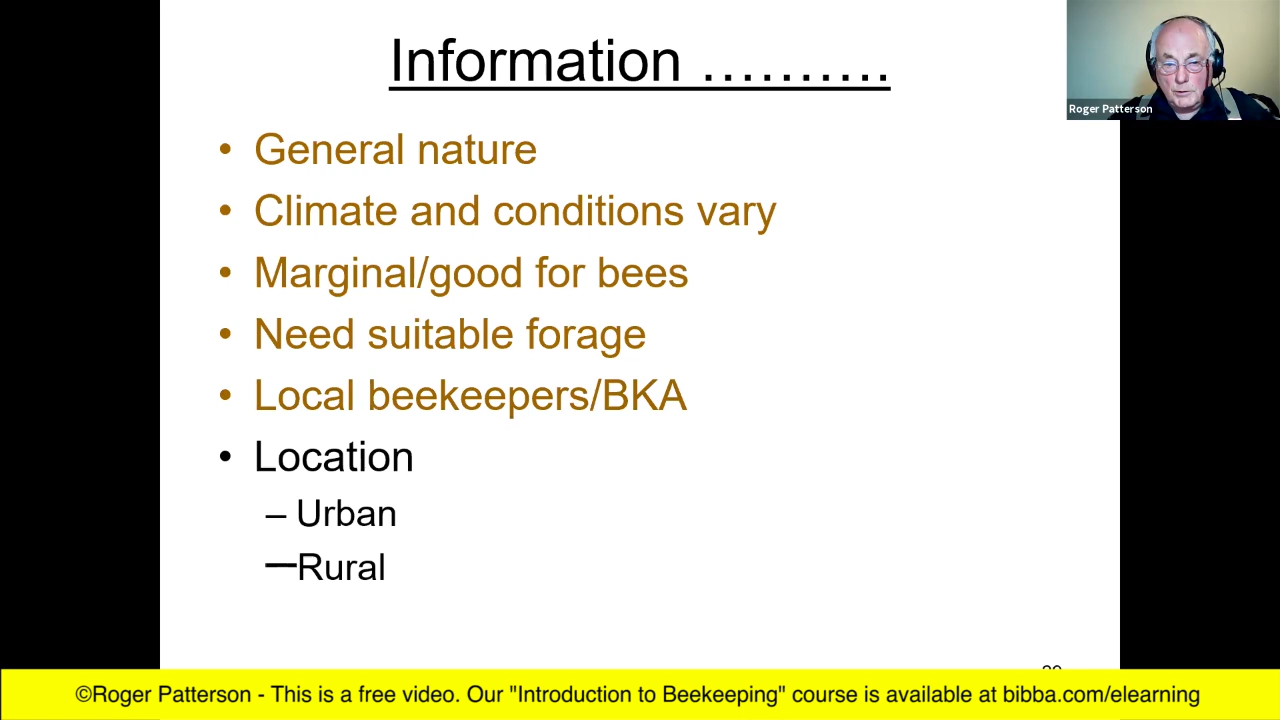 Information ……….
Roger Patterson
• General nature
• Climate and conditions vary
• Marginal/good for bees
• Need suitable forage
• Local beekeepers/BKA
• Location
– Urban
–Rural
©Roger Patterson - This is a free video. Our "Introduction to Beekeeping" course is available at bibba.com/elearning